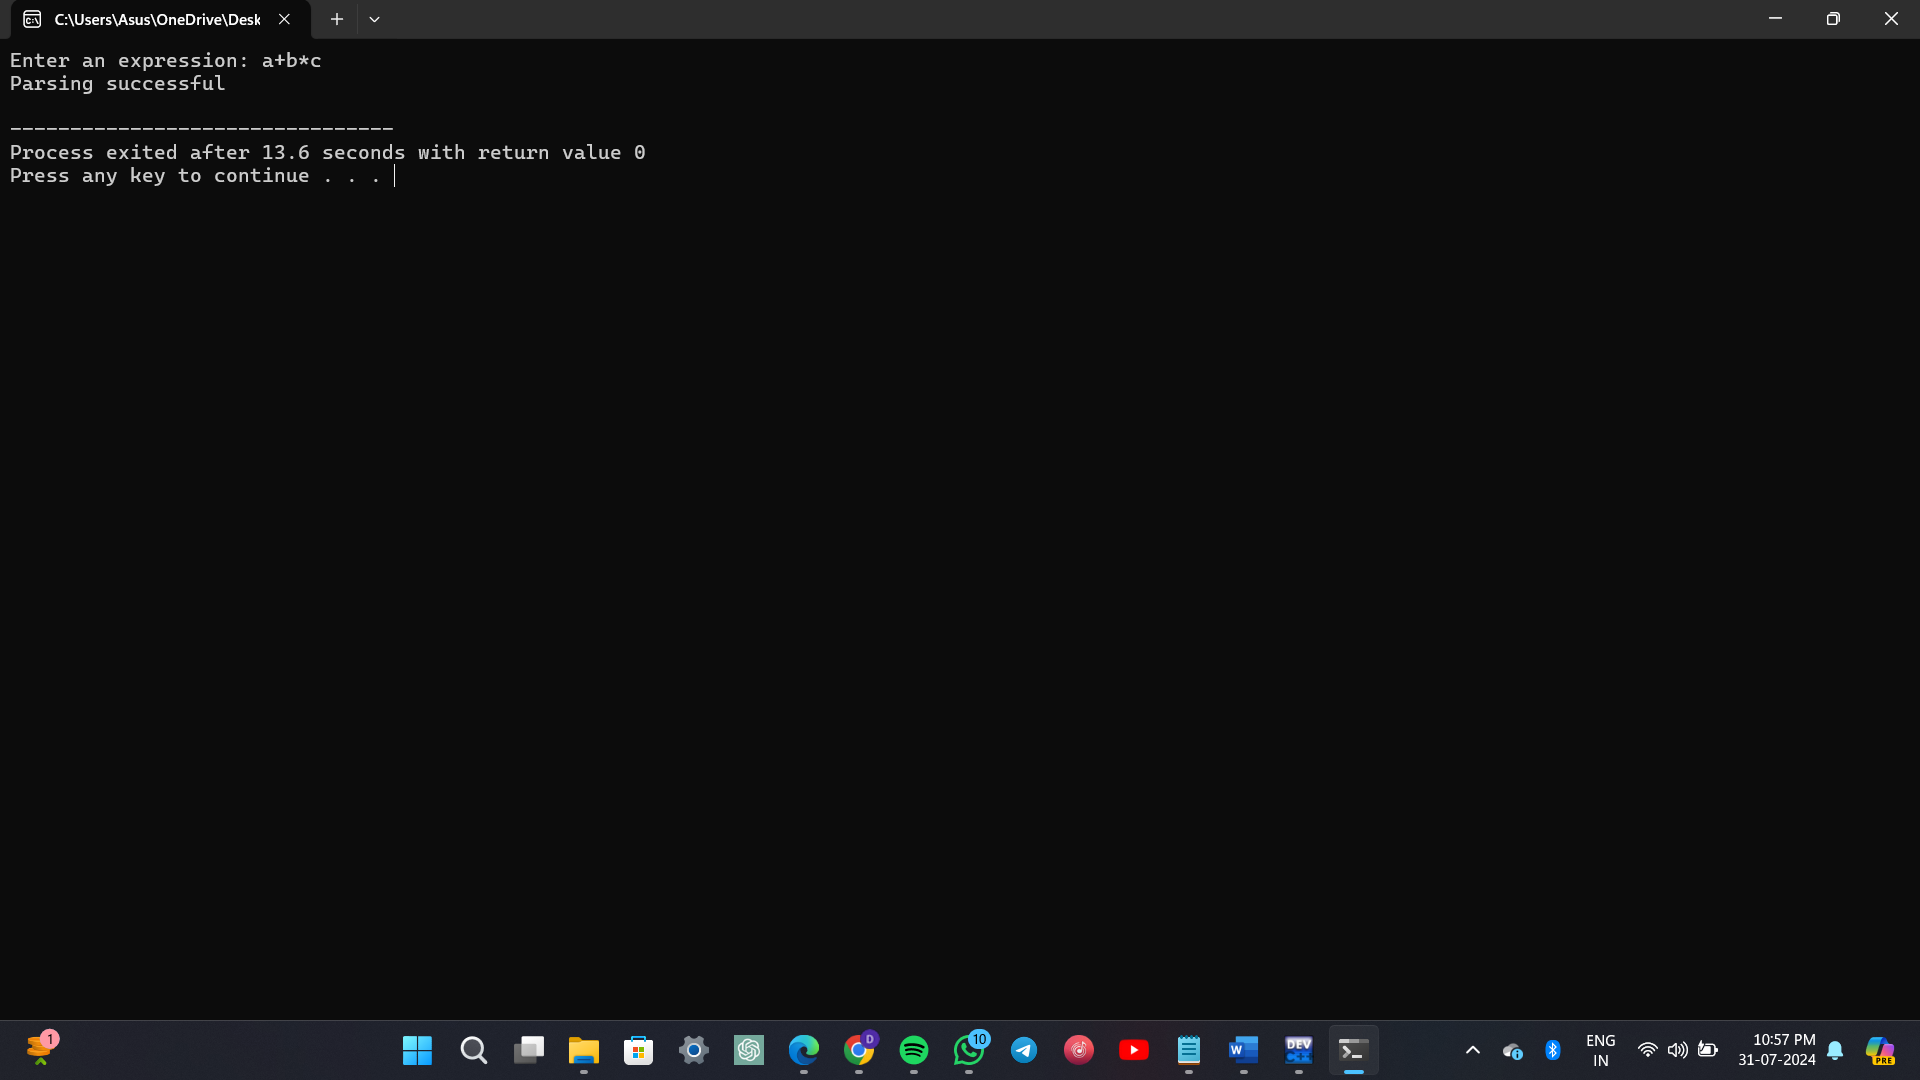 C:\Users\Asus\OneDrive\Desk
Enter an expression: a+b*c
Parsing successful
--------------------------------
Process exited after 13.6 seconds with return value 0
Press any key to continue . . .
1
D
10
W
DEV
C++
ENG
IN
10:57 PM
31-07-2024
PRE